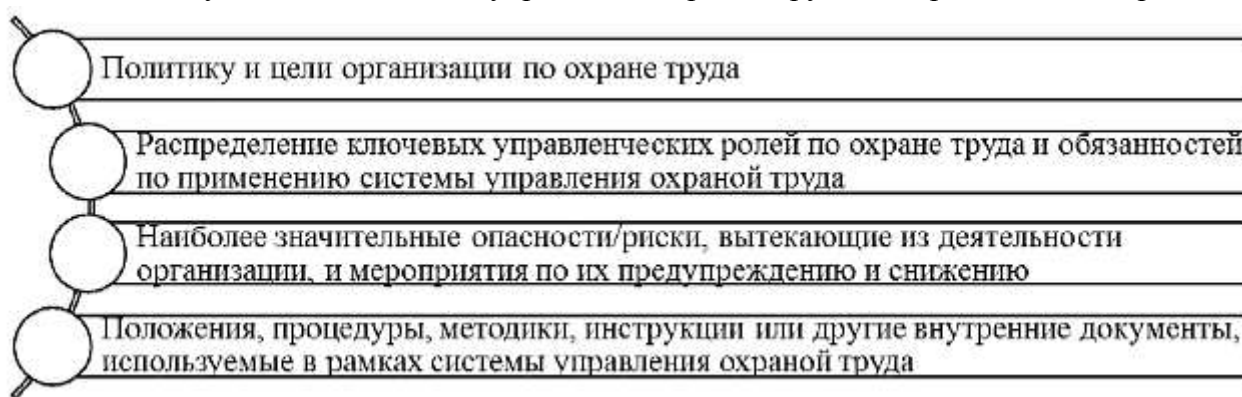 Политику и цели организации по охране труда
Распределение ключевых управленческих ролей по охране труда и обязанностей
по применению системы управления охраной труда
Наиболее значительные опасности/риски, вытекающие из деятельности
организации, и мероприятия по их предупреждению и снижению
Положения, процедуры, методики, инструкции или другие внутренние документы,
используемые в рамках системы управления охраной труда